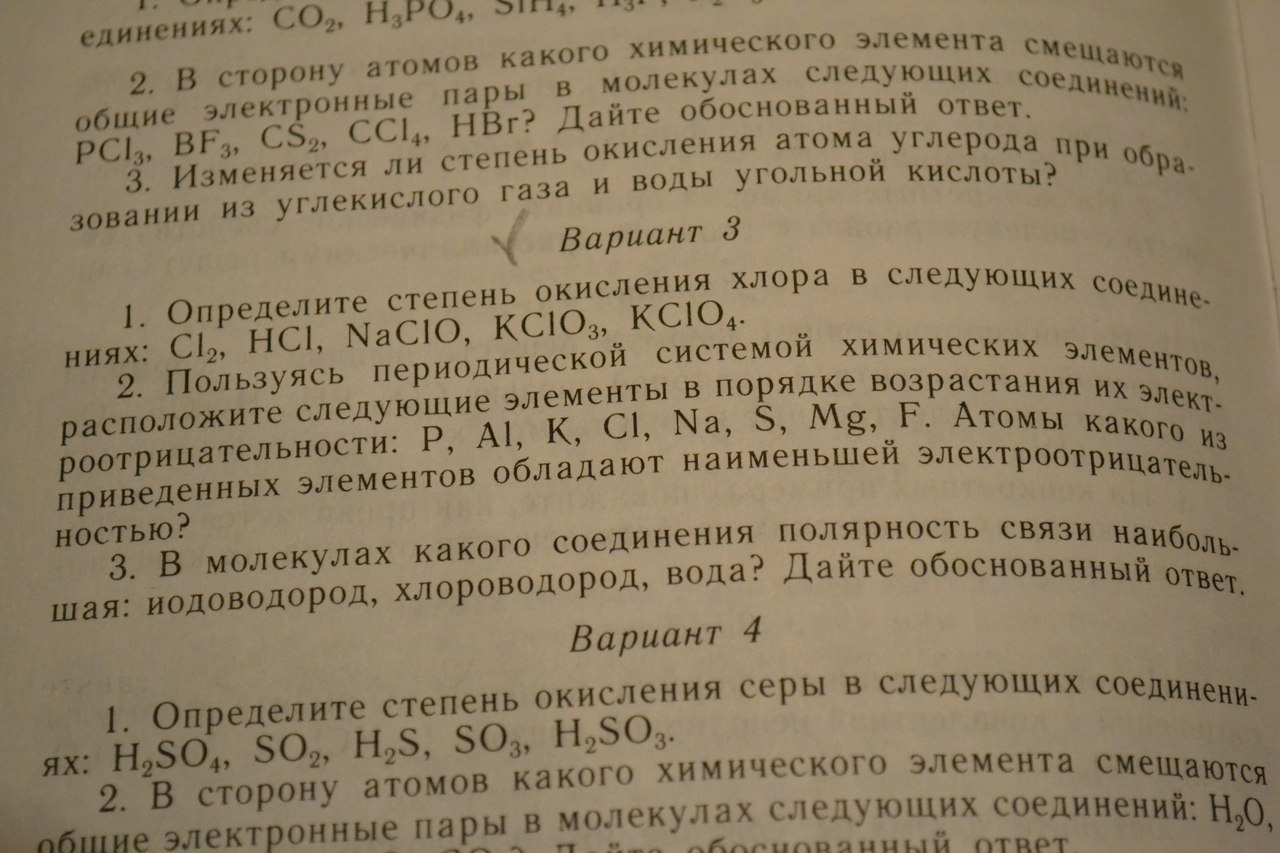 единениях: CO₂, H₃PO₄, SiH₄,
2. В сторону атомов какого химического элемента смещаются
общие электронные пары в молекулах следующих соединений:
PCl₃, BF₃, CS₂, CCl₄, HBr? Дайте обоснованный ответ.
3. Изменяется ли степень окисления атома углерода при обра-
зовании из углекислого газа и воды угольной кислоты?
Вариант 3
1. Определите степень окисления хлора в следующих соедине-
ниях: Cl₂, HCl, NaClO, KClO₃, KClO₄.
2. Пользуясь периодической системой химических элементов,
расположите следующие элементы в порядке возрастания их элект-
роотрицательности: P, Al, K, Cl, Na, S, Mg, F. Атомы какого из
приведенных элементов обладают наименьшей электроотрицатель-
ностью?
3. В молекулах какого соединения полярность связи наиболь-
шая: иодоводород, хлороводород, вода? Дайте обоснованный ответ.
Вариант 4
1. Определите степень окисления серы в следующих соединени-
ях: H₂SO₄, SO₂, H₂S, SO₃, H₂SO₃.
2. В сторону атомов какого химического элемента смещаются
общие электронные пары в молекулах следующих соединений: H₂O,
обоснованный ответ.